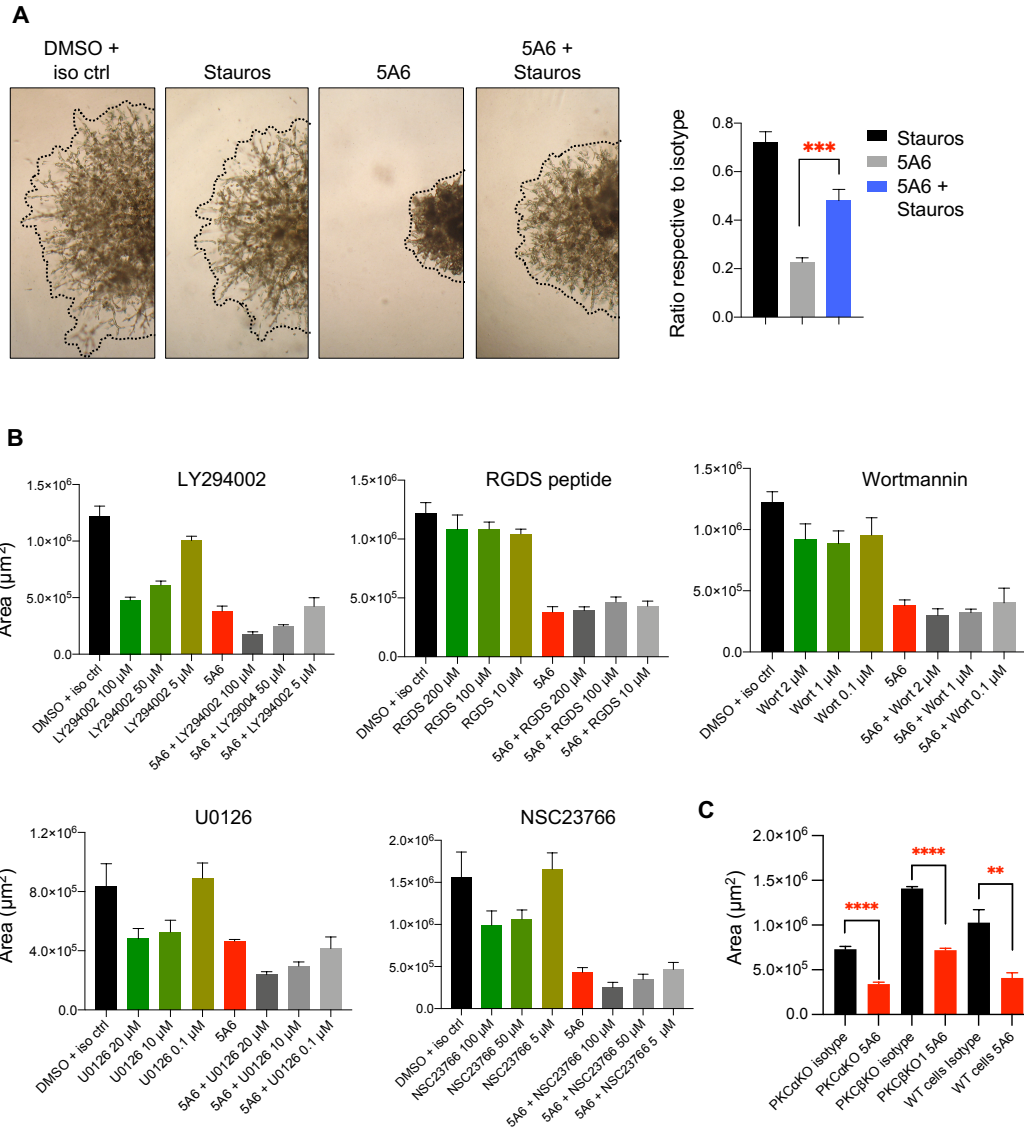 A
DMSO +
iso ctrl
Stauros
5A6
5A6 +
Stauros
Ratio respective to isotype
0.8
0.6
0.4
0.2
0.0
***
Stauros
5A6
5A6 +
Stauros
B
LY294002
Area (µm²)
1.5×10⁶
1.0×10⁶
5.0×10⁵
0.0
DMSO + iso ctrl
LY294002 100 µM
LY294002 50 µM
LY294002 5 µM
5A6
5A6 + LY294002 100 µM
5A6 + LY29004 50 µM
5A6 + LY294002 5 µM
RGDS peptide
1.5×10⁶
1.0×10⁶
5.0×10⁵
0.0
DMSO + iso ctrl
RGDS 200 µM
RGDS 100 µM
RGDS 10 µM
5A6
5A6 + RGDS 200 µM
5A6 + RGDS 100 µM
5A6 + RGDS 10 µM
Wortmannin
1.5×10⁶
1.0×10⁶
5.0×10⁵
0.0
DMSO + iso ctrl
Wort 2 µM
Wort 1 µM
Wort 0.1 µM
5A6
5A6 + Wort 2 µM
5A6 + Wort 1 µM
5A6 + Wort 0.1 µM
U0126
Area (µm²)
1.2×10⁶
8.0×10⁵
4.0×10⁵
0.0
DMSO + iso ctrl
U0126 20 µM
U0126 10 µM
U0126 0.1 µM
5A6
5A6 + U0126 20 µM
5A6 + U0126 10 µM
5A6 + U0126 0.1 µM
NSC23766
2.0×10⁶
1.5×10⁶
1.0×10⁶
5.0×10⁵
0.0
DMSO + iso ctrl
NSC23766 100 µM
NSC23766 50 µM
NSC23766 5 µM
5A6
5A6 + NSC23766 100 µM
5A6 + NSC23766 50 µM
5A6 + NSC23766 5 µM
C
Area (µm²)
2.0×10⁶
1.5×10⁶
1.0×10⁶
5.0×10⁵
0.0
****
****
**
PKCαKO isotype
PKCαKO 5A6
PKCβKO isotype
PKCβKO1 5A6
WT cells Isotype
WT cells 5A6